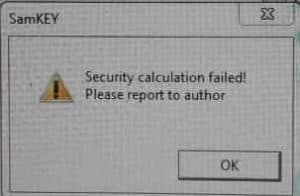 SamKEY
Security calculation failed!
Please report to author
OK